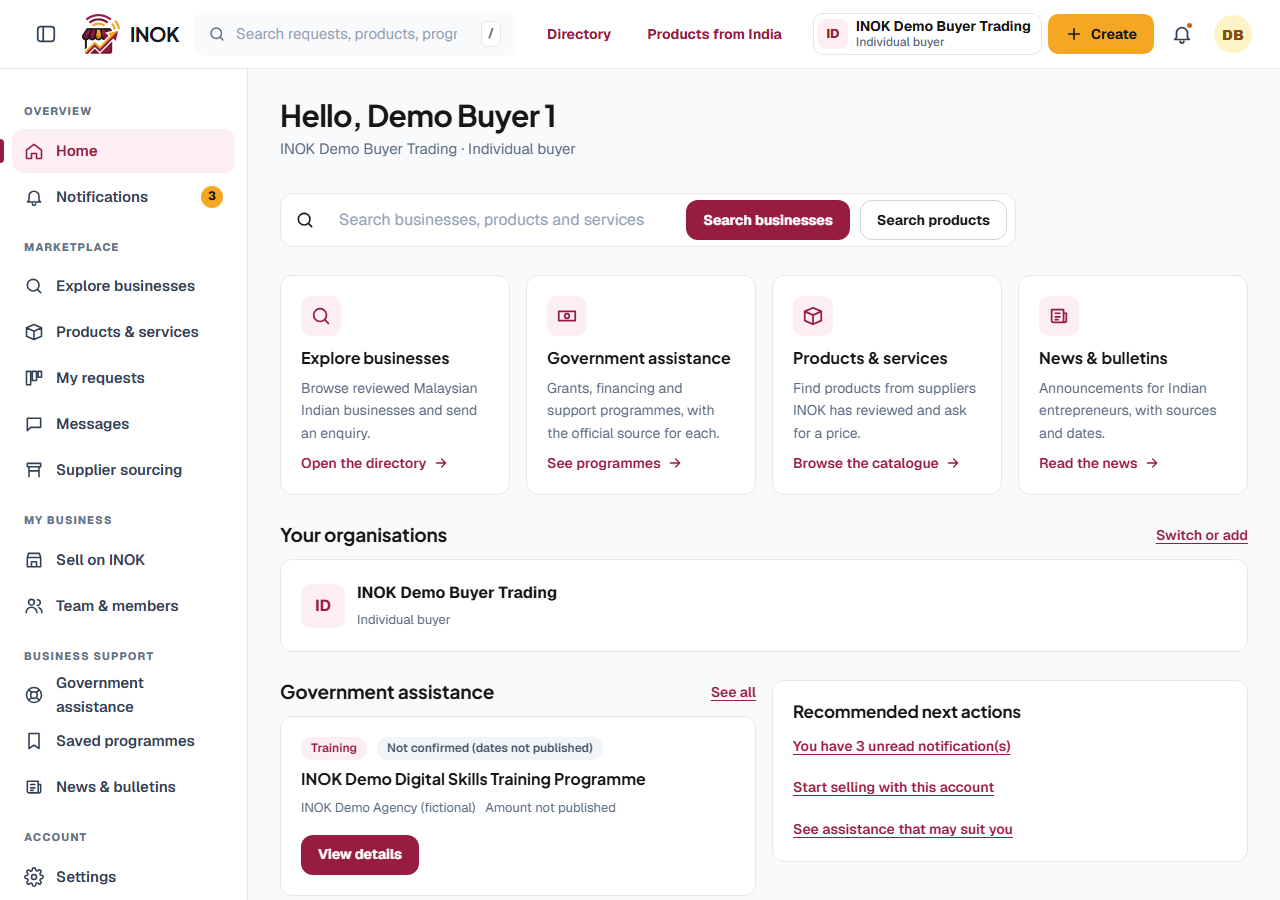 INOK
Search requests, products, progr
/
Directory
Products from India
ID
INOK Demo Buyer Trading
Individual buyer
Create
DB
OVERVIEW
Home
Notifications
3
MARKETPLACE
Explore businesses
Products & services
My requests
Messages
Supplier sourcing
MY BUSINESS
Sell on INOK
Team & members
BUSINESS SUPPORT
Government
assistance
Saved programmes
News & bulletins
ACCOUNT
Settings
Hello, Demo Buyer 1
INOK Demo Buyer Trading · Individual buyer
Search businesses, products and services
Search businesses
Search products
Explore businesses
Browse reviewed Malaysian
Indian businesses and send
an enquiry.
Open the directory →
Government assistance
Grants, financing and
support programmes, with
the official source for each.
See programmes →
Products & services
Find products from suppliers
INOK has reviewed and ask
for a price.
Browse the catalogue →
News & bulletins
Announcements for Indian
entrepreneurs, with sources
and dates.
Read the news →
Your organisations
Switch or add
ID
INOK Demo Buyer Trading
Individual buyer
Government assistance
See all
Training
Not confirmed (dates not published)
INOK Demo Digital Skills Training Programme
INOK Demo Agency (fictional) Amount not published
View details
Recommended next actions
You have 3 unread notification(s)
Start selling with this account
See assistance that may suit you